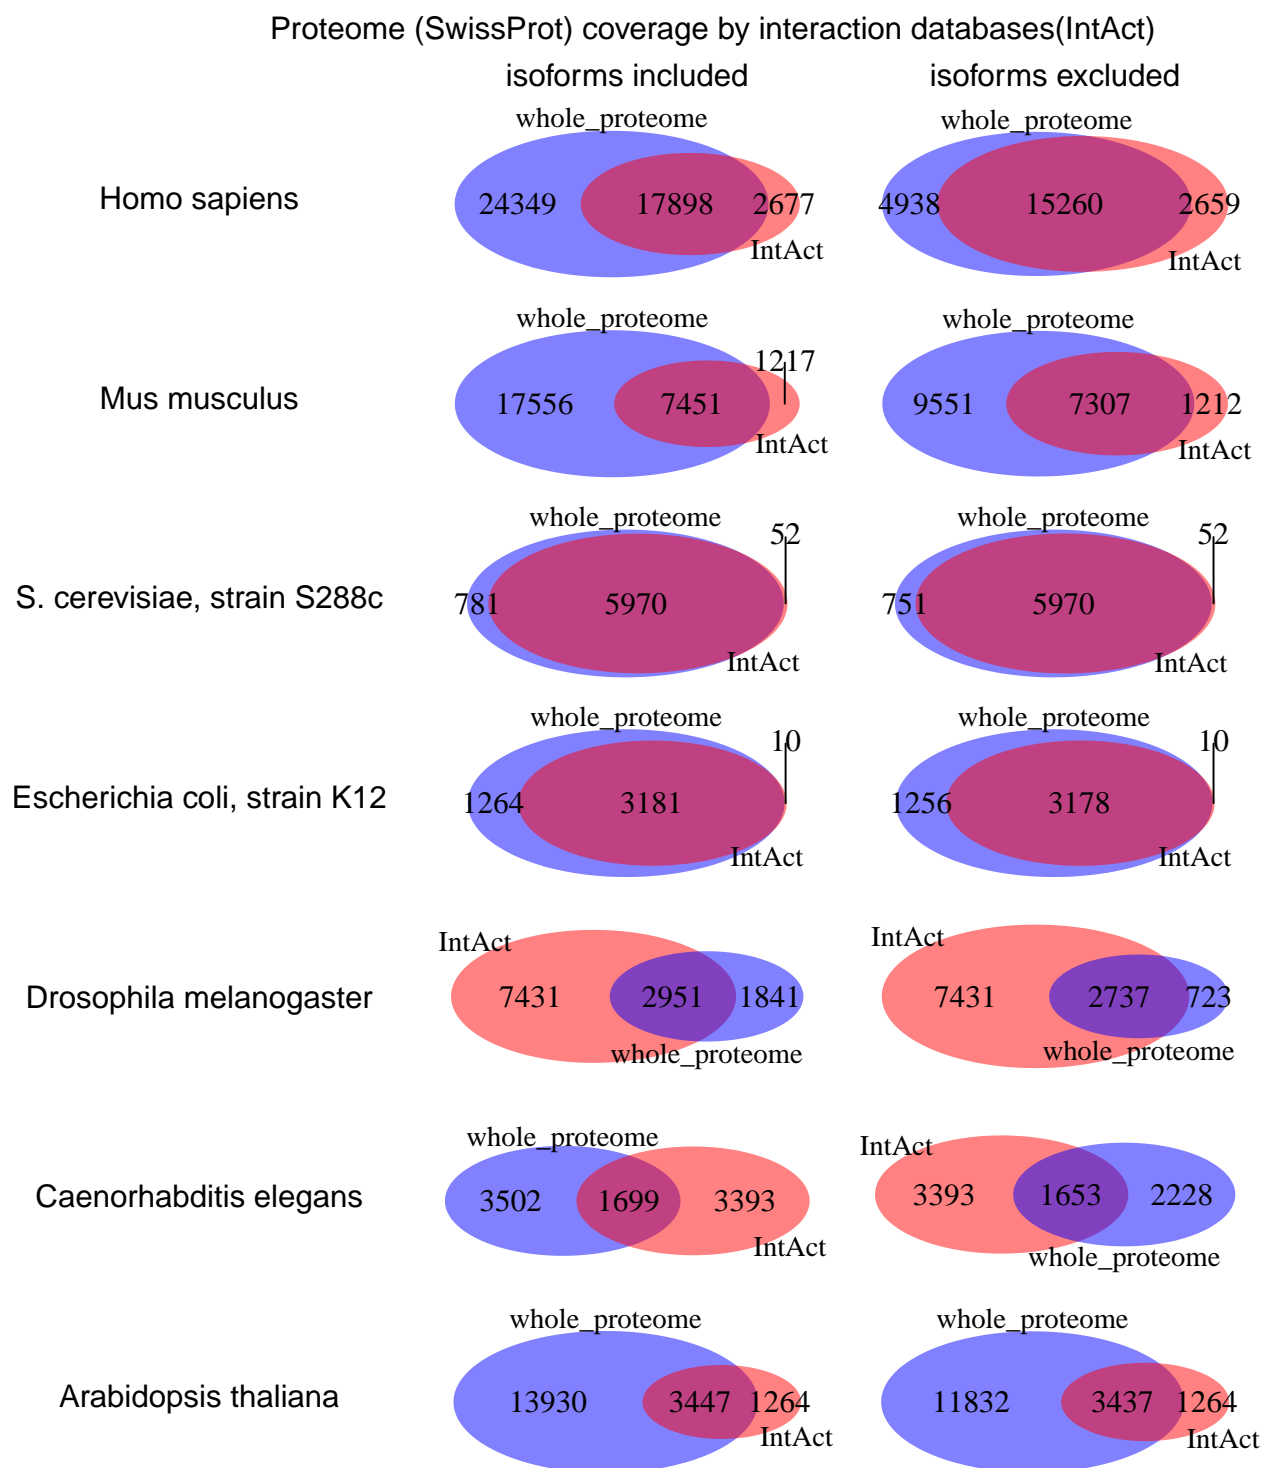 Proteome (SwissProt) coverage by interaction databases(IntAct)
isoforms included
isoforms excluded
Homo sapiens
whole_proteome
24349
17898
2677
IntAct
whole_proteome
4938
15260
2659
IntAct
Mus musculus
whole_proteome
1217
17556
7451
IntAct
whole_proteome
9551
7307
1212
IntAct
S. cerevisiae, strain S288c
whole_proteome
52
781
5970
IntAct
whole_proteome
52
751
5970
IntAct
Escherichia coli, strain K12
whole_proteome
10
1264
3181
IntAct
whole_proteome
10
1256
3178
IntAct
Drosophila melanogaster
IntAct
7431
2951
1841
whole_proteome
IntAct
7431
2737
723
whole_proteome
Caenorhabditis elegans
whole_proteome
3502
1699
3393
IntAct
IntAct
3393
1653
2228
whole_proteome
Arabidopsis thaliana
whole_proteome
13930
3447
1264
IntAct
whole_proteome
11832
3437
1264
IntAct